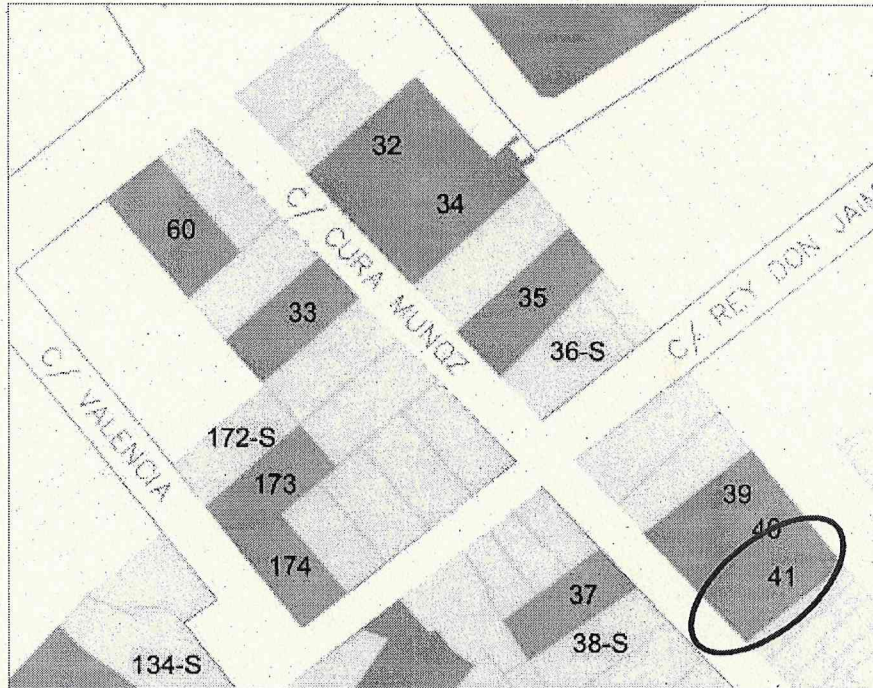 32
34
60
C/ CURA MUÑOZ
33
35
36-S
C/ REY DON JAIM
C/ VALENCIA
172-S
173
174
39
40
41
37
38-S
134-S